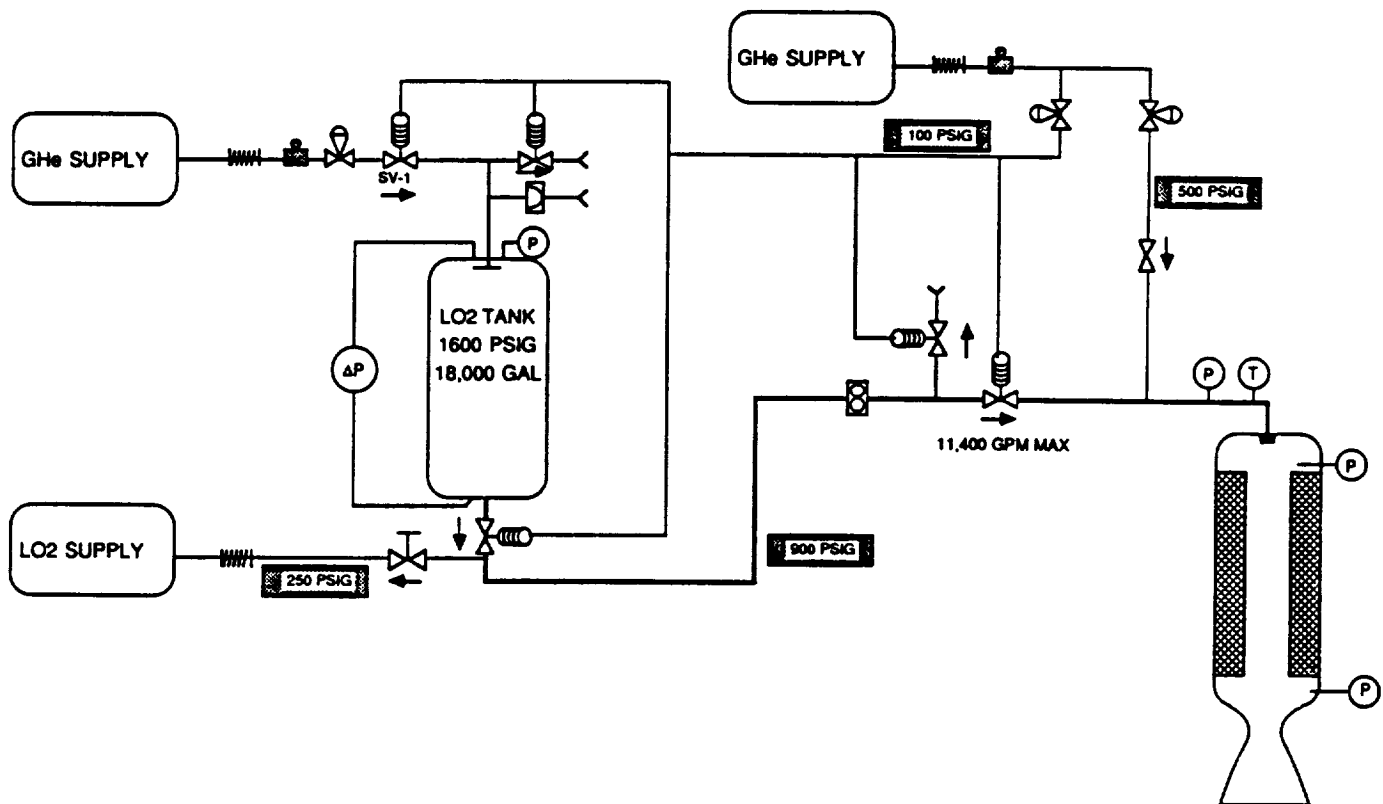 GHe SUPPLY
100 PSIG
GHe SUPPLY
SV-1
500 PSIG
P
LO2 TANK
1600 PSIG
18,000 GAL
ΔP
P
T
11,400 GPM MAX
P
LO2 SUPPLY
900 PSIG
250 PSIG
P